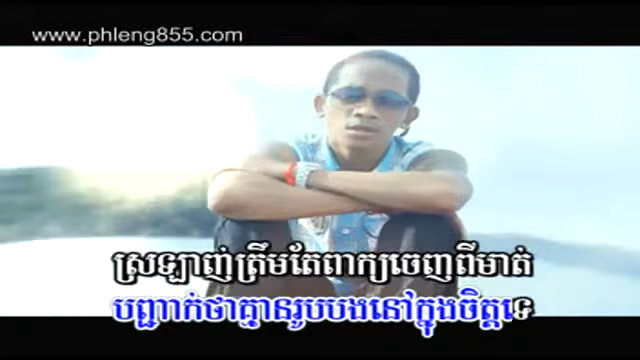 www.phleng855.com
ស្រឡាញ់ត្រឹមតែពាក្យចេញពីមាត់
បញ្ជាក់ថាគ្មានរូបបងនៅក្នុងចិត្តទេ